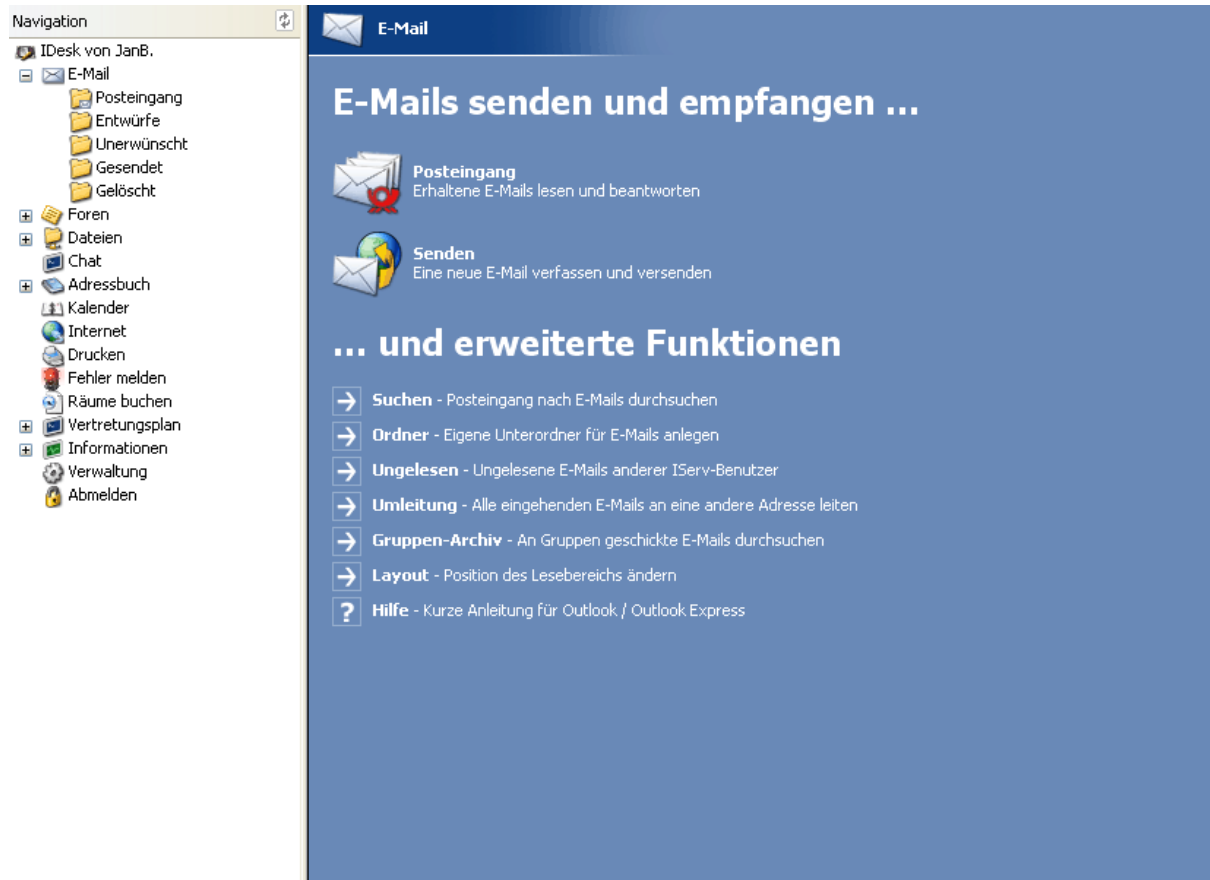 Navigation
IDesk von JanB.
E-Mail
Posteingang
Entwürfe
Unerwünscht
Gesendet
Gelöscht
Foren
Dateien
Chat
Adressbuch
Kalender
Internet
Drucken
Fehler melden
Räume buchen
Vertretungsplan
Informationen
Verwaltung
Abmelden
E-Mail
E-Mails senden und empfangen ...
Posteingang
Erhaltene E-Mails lesen und beantworten
Senden
Eine neue E-Mail verfassen und versenden
... und erweiterte Funktionen
Suchen - Posteingang nach E-Mails durchsuchen
Ordner - Eigene Unterordner für E-Mails anlegen
Ungelesen - Ungelesene E-Mails anderer IServ-Benutzer
Umleitung - Alle eingehenden E-Mails an eine andere Adresse leiten
Gruppen-Archiv - An Gruppen geschickte E-Mails durchsuchen
Layout - Position des Lesebereichs ändern
? Hilfe - Kurze Anleitung für Outlook / Outlook Express